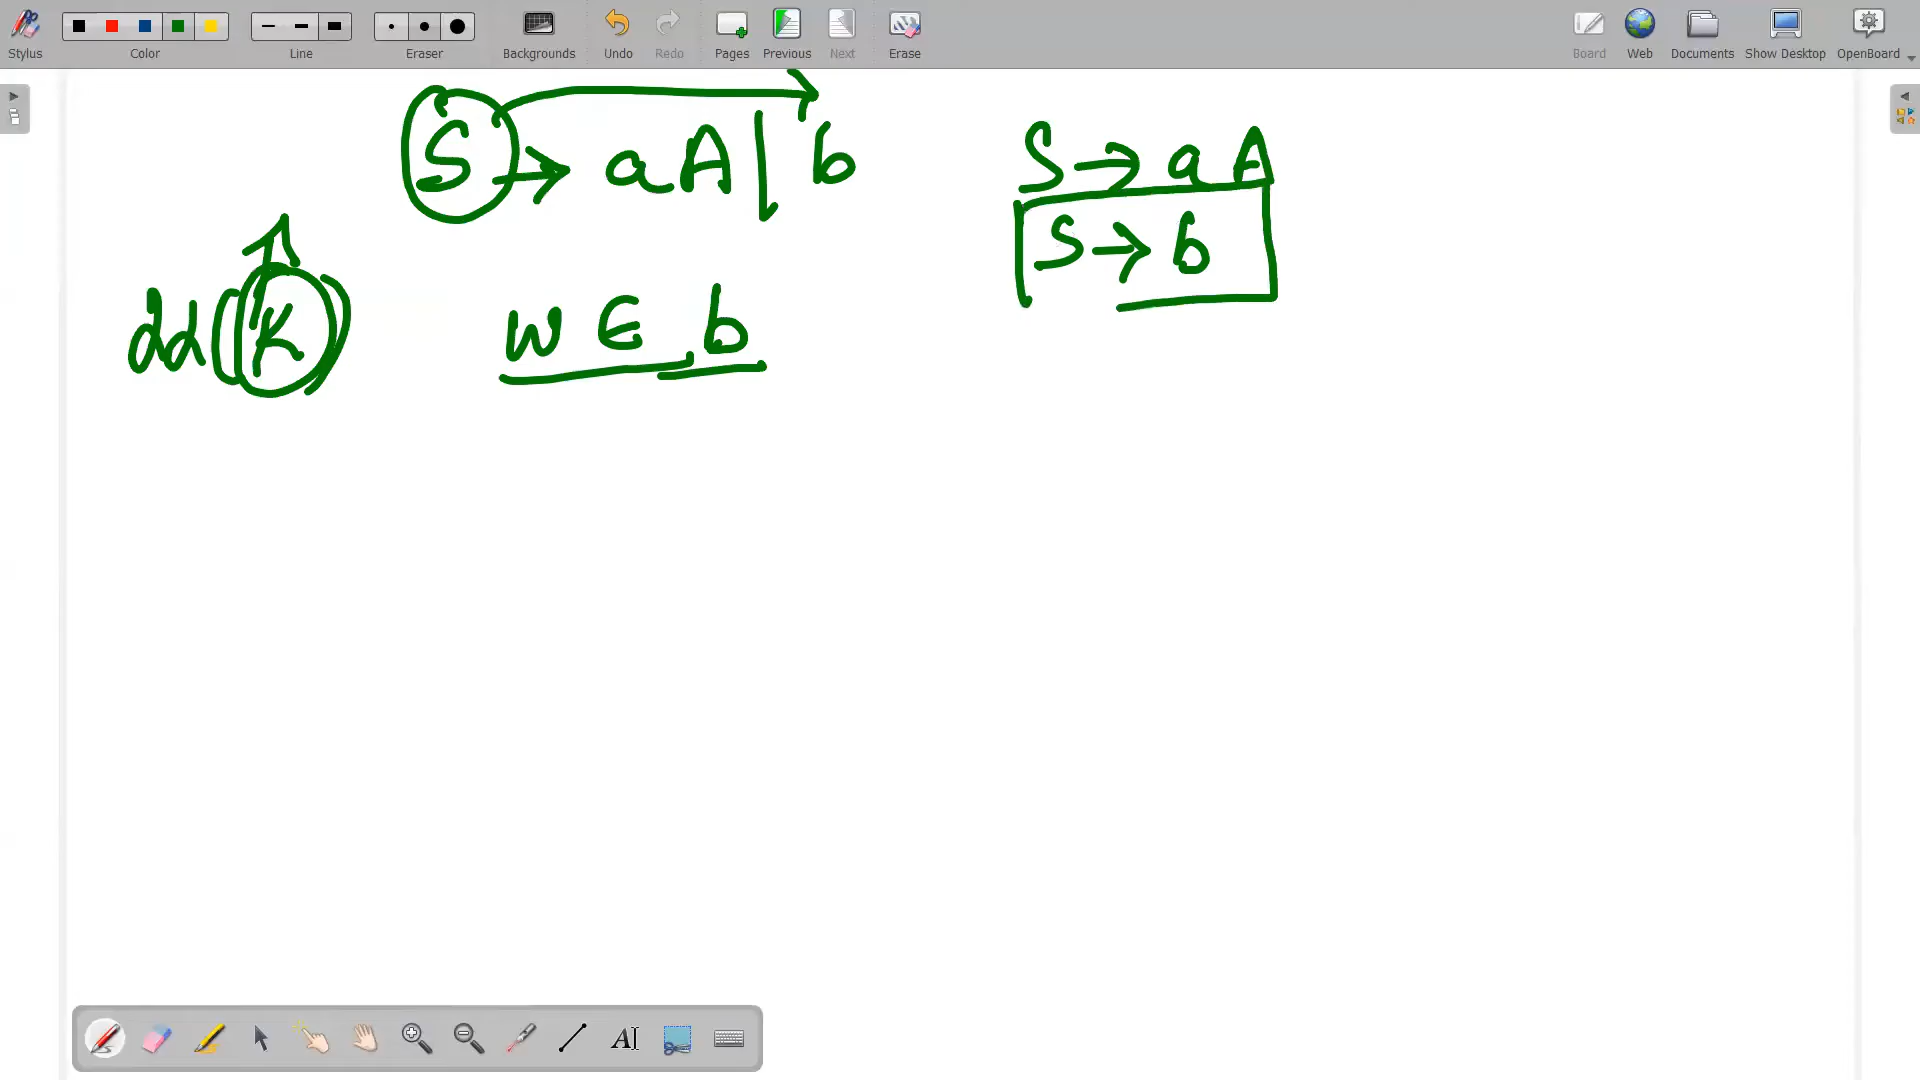 Stylus Color Line Eraser Backgrounds Undo Redo Pages Previous Next Erase Board Web Documents Show Desktop OpenBoard
S → aA | b
S → aA
S → b
LL(K)
w ∈ b